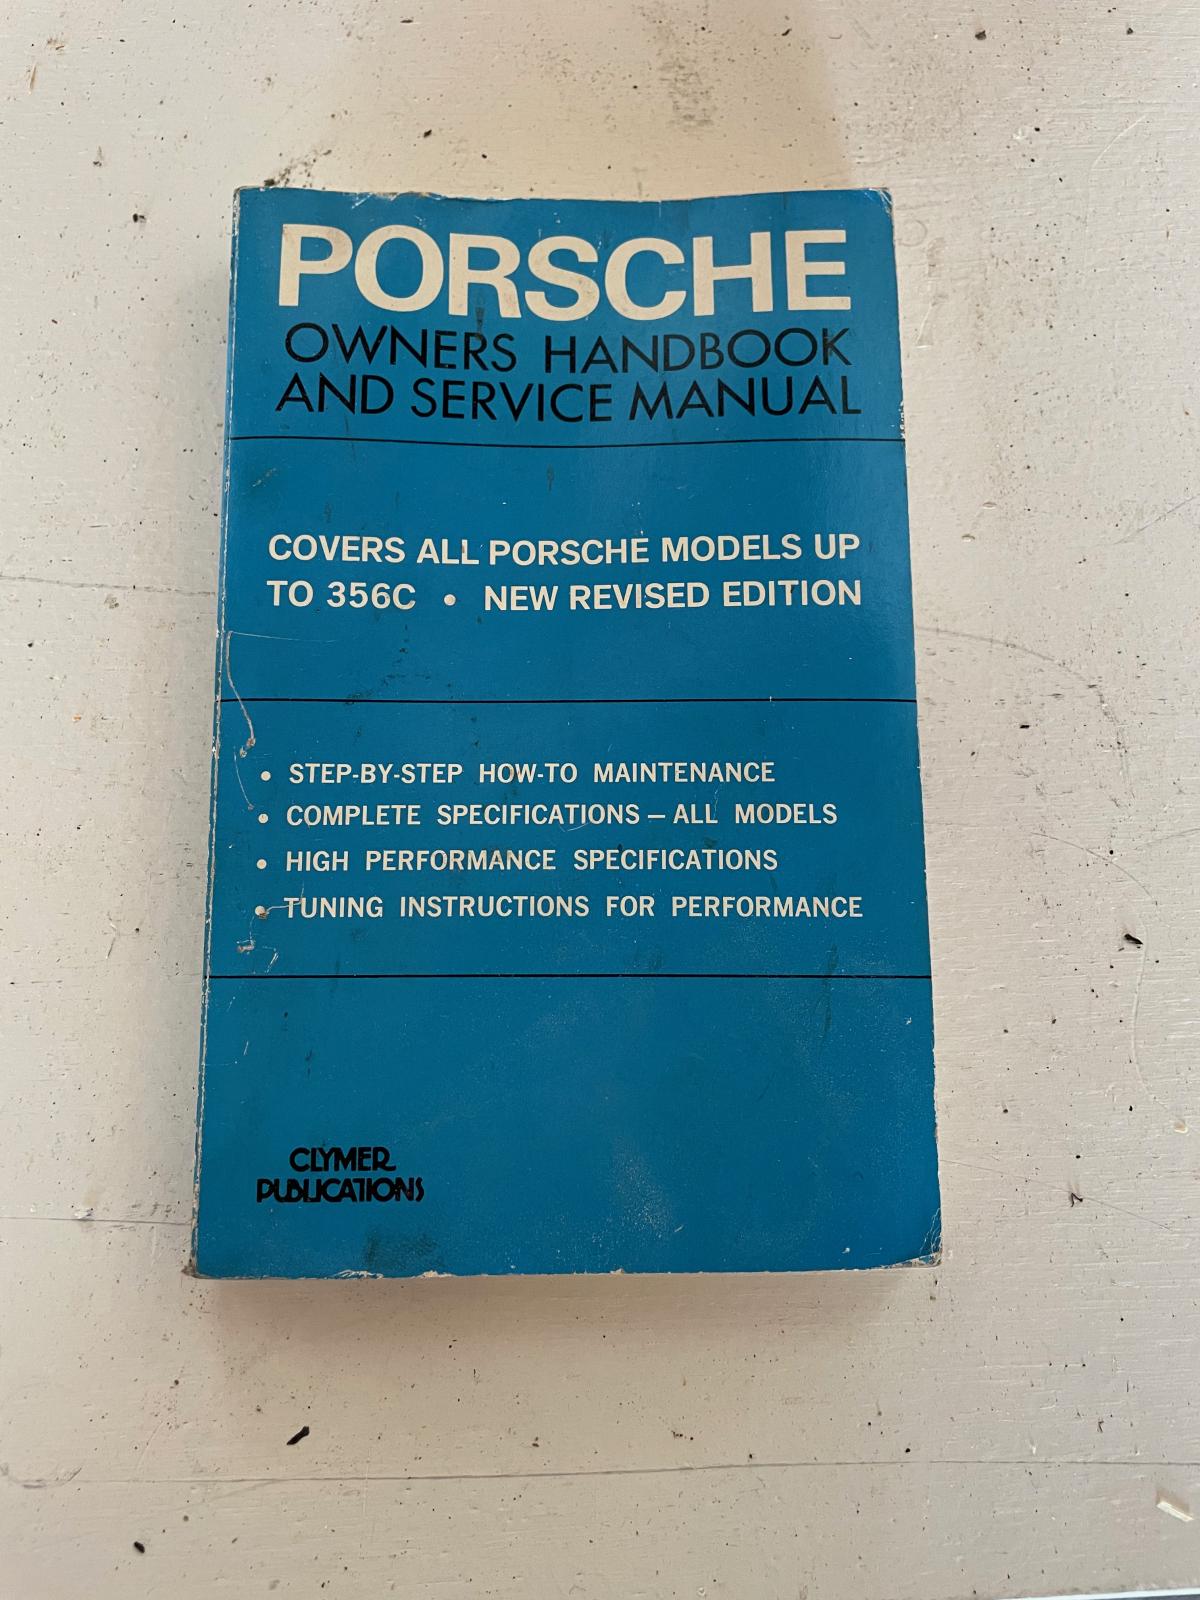 PORSCHE
OWNERS HANDBOOK
AND SERVICE MANUAL
COVERS ALL PORSCHE MODELS UP
TO 356C • NEW REVISED EDITION
• STEP-BY-STEP HOW-TO MAINTENANCE
• COMPLETE SPECIFICATIONS — ALL MODELS
• HIGH PERFORMANCE SPECIFICATIONS
• TUNING INSTRUCTIONS FOR PERFORMANCE
CLYMER
PUBLICATIONS